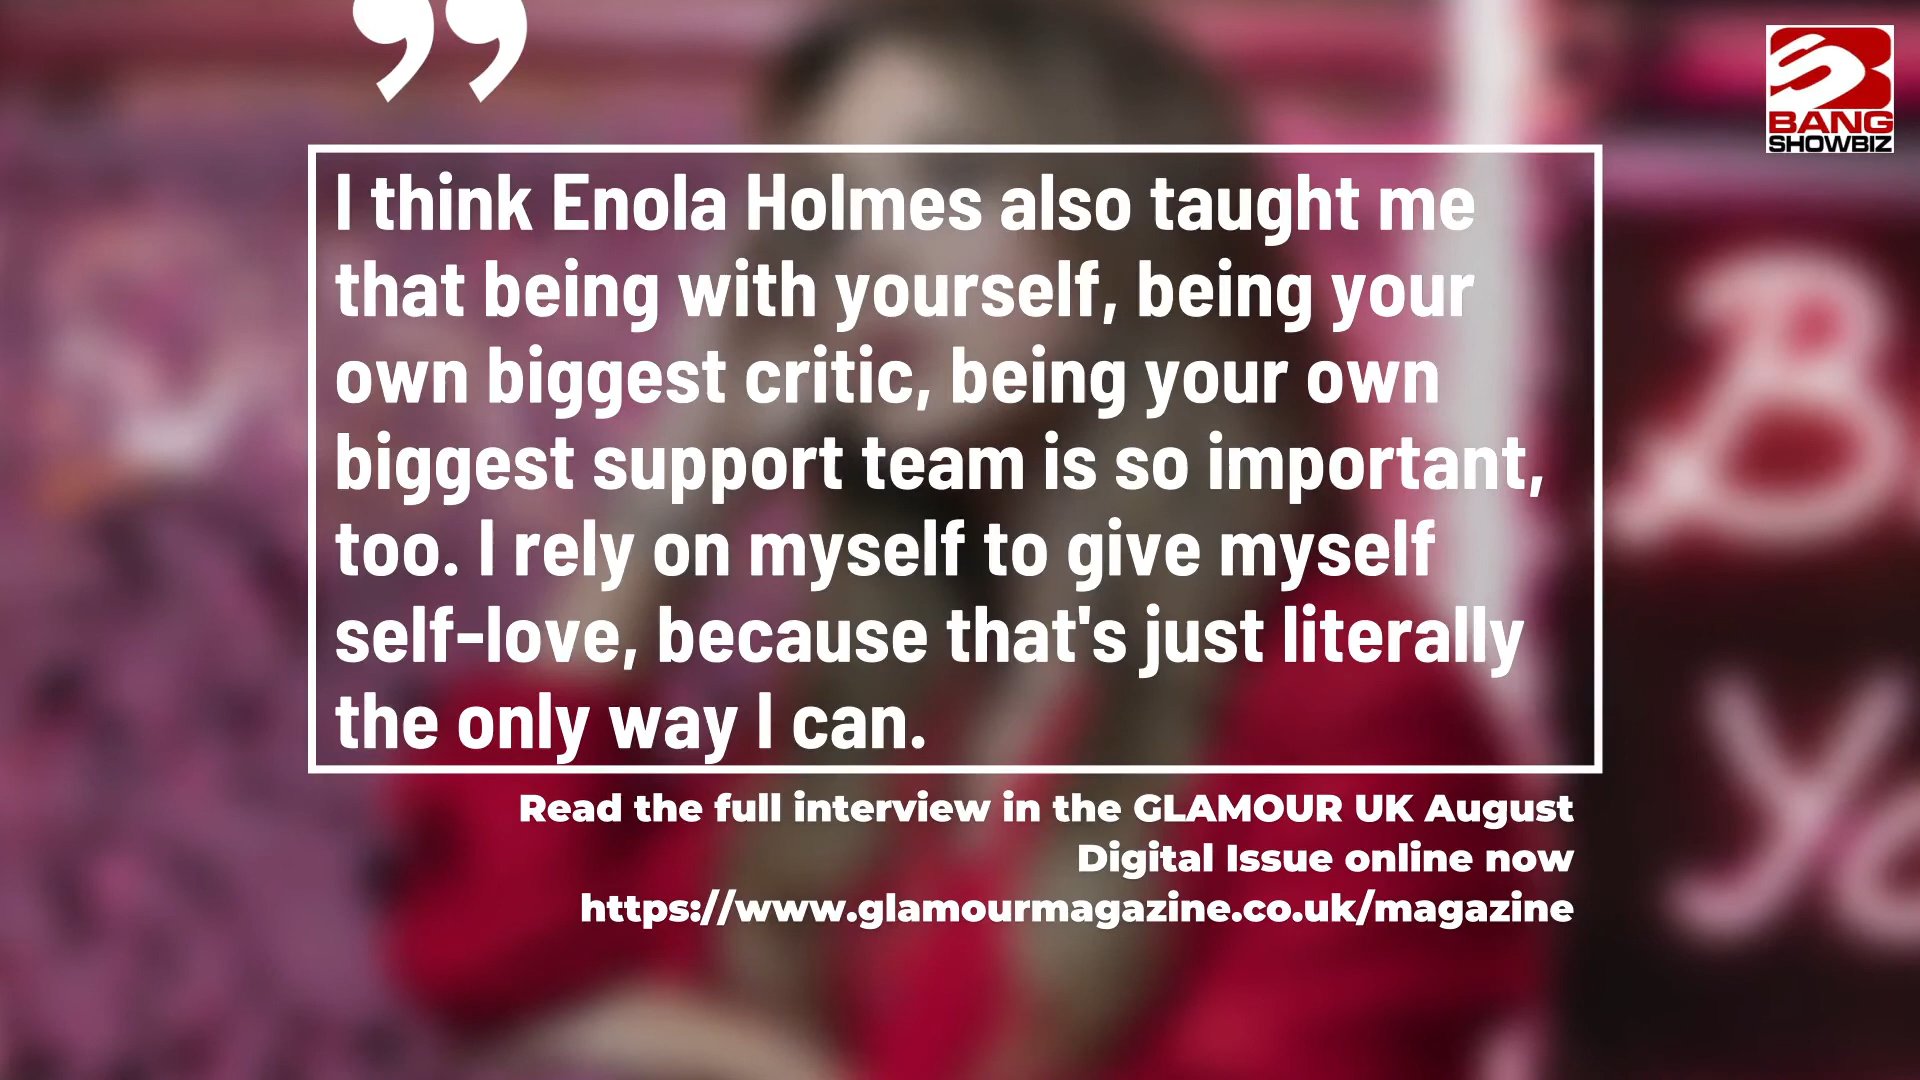 ”
BANG
SHOWBIZ
I think Enola Holmes also taught me
that being with yourself, being your
own biggest critic, being your own
biggest support team is so important,
too. I rely on myself to give myself
self-love, because that's just literally
the only way I can.
Read the full interview in the GLAMOUR UK August
Digital Issue online now
https://www.glamourmagazine.co.uk/magazine
B
Yo